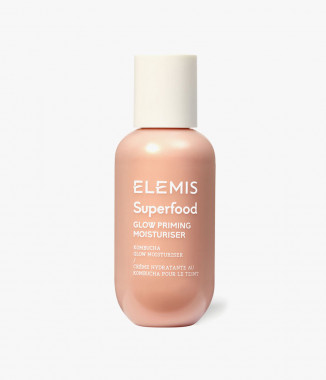 ELEMIS
Superfood
GLOW PRIMING
MOISTURISER
KOMBUCHA
GLOW MOISTURISER
/
CRÈME HYDRATANTE AU
KOMBUCHA POUR LE TEINT